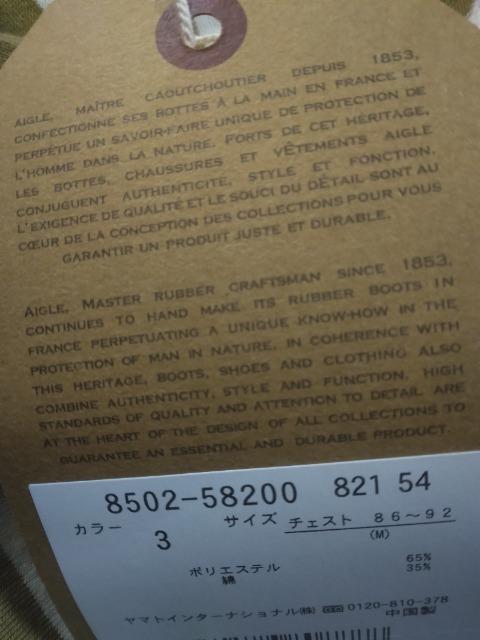 AIGLE, MAÎTRE CAOUTCHOUTIER DEPUIS 1853,
CONFECTIONNE SES BOTTES À LA MAIN EN FRANCE ET
PERPÉTUE UN SAVOIR-FAIRE UNIQUE DE PROTECTION DE
L'HOMME DANS LA NATURE. FORTS DE CET HÉRITAGE,
LES BOTTES, CHAUSSURES ET VÊTEMENTS AIGLE
CONJUGUENT AUTHENTICITÉ, STYLE ET FONCTION.
L'EXIGENCE DE QUALITÉ ET LE SOUCI DU DÉTAIL SONT AU
CŒUR DE LA CONCEPTION DES COLLECTIONS POUR VOUS
GARANTIR UN PRODUIT JUSTE ET DURABLE.
AIGLE, MASTER RUBBER CRAFTSMAN SINCE 1853,
CONTINUES TO HAND MAKE ITS RUBBER BOOTS IN
FRANCE PERPETUATING A UNIQUE KNOW-HOW IN THE
PROTECTION OF MAN IN NATURE. IN COHERENCE WITH
THIS HERITAGE, BOOTS, SHOES AND CLOTHING ALSO
COMBINE AUTHENTICITY, STYLE AND FUNCTION. HIGH
STANDARDS OF QUALITY AND ATTENTION TO DETAIL ARE
AT THE HEART OF THE DESIGN OF ALL COLLECTIONS TO
GUARANTEE AN ESSENTIAL AND DURABLE PRODUCT.
8502-58200 821 54
カラー 3 サイズ チェスト 86〜92
(M)
ポリエステル 65%
綿 35%
ヤマトインターナショナル(株) 0120-810-378
中国製